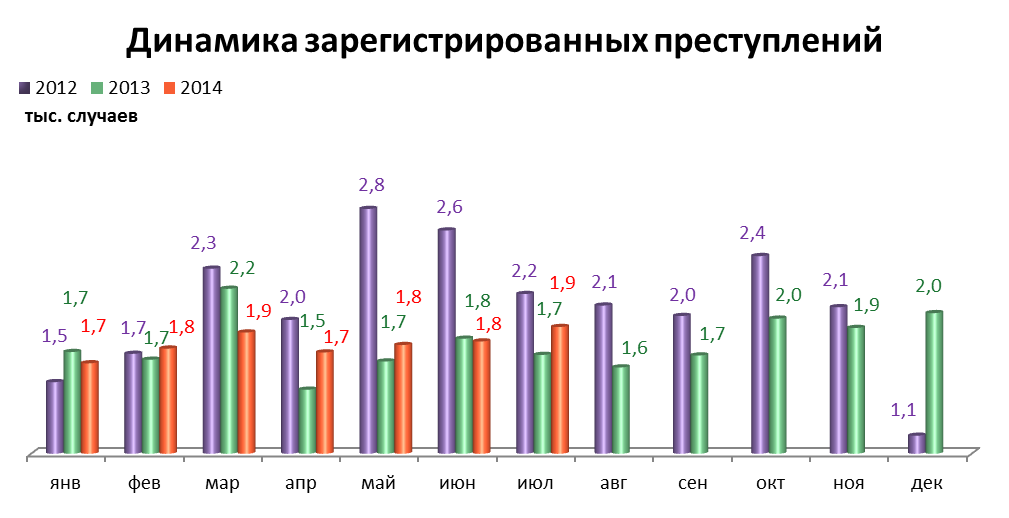 Динамика зарегистрированных преступлений
2012 2013 2014
тыс. случаев
1,5 1,7 1,7
1,7 1,7 1,8
2,3 2,2 1,9
2,0 1,5 1,7
2,8 1,7 1,8
2,6 1,8 1,8
2,2 1,7 1,9
2,1 1,6
2,0 1,7
2,4 2,0
2,1 1,9
1,1 2,0
янв фев мар апр май июн июл авг сен окт ноя дек